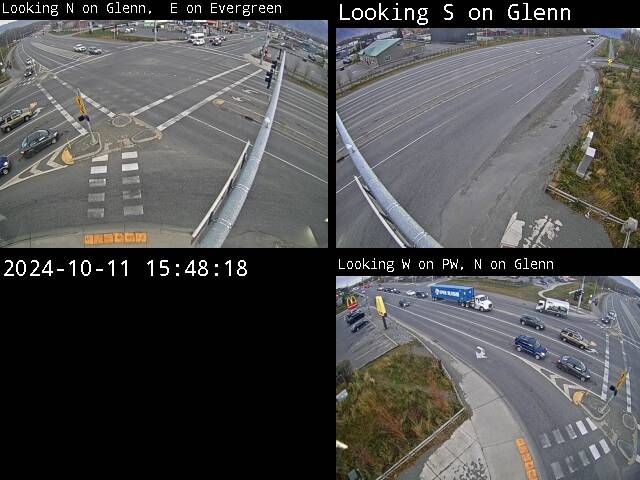 Looking N on Glenn,  E on Evergreen
Looking S on Glenn
2024-10-11 15:48:18
Looking W on PW, N on Glenn